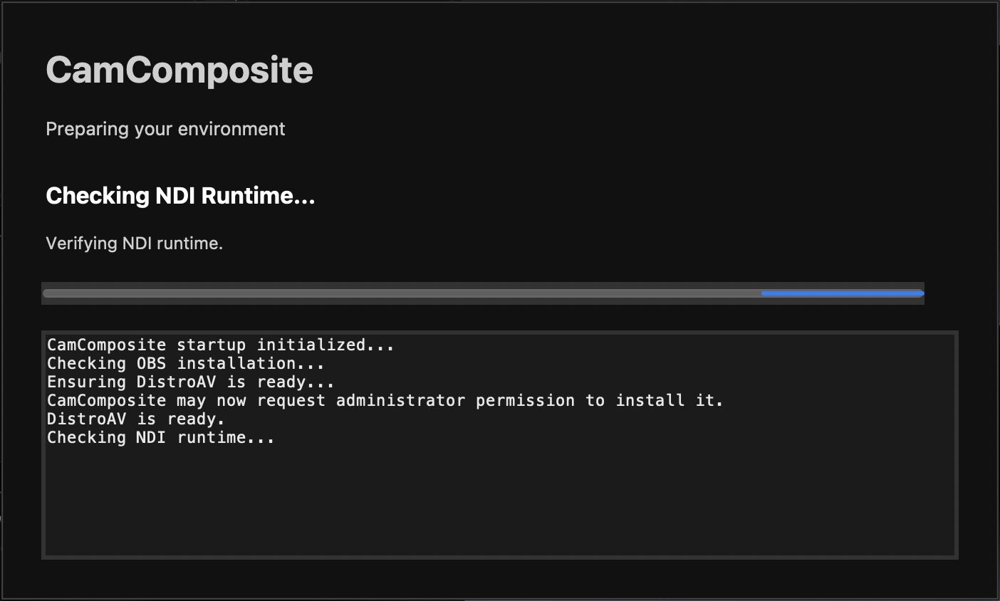 CamComposite
Preparing your environment
Checking NDI Runtime...
Verifying NDI runtime.
CamComposite startup initialized...
Checking OBS installation...
Ensuring DistroAV is ready...
CamComposite may now request administrator permission to install it.
DistroAV is ready.
Checking NDI runtime...